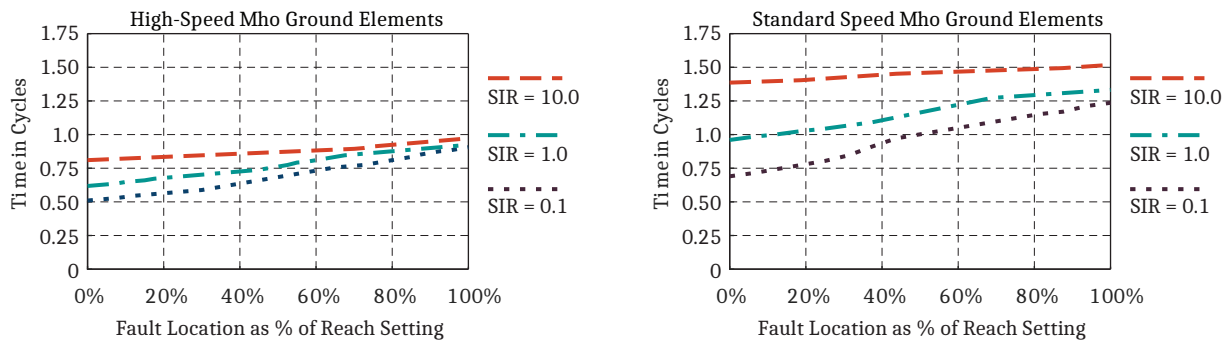 High-Speed Mho Ground Elements
1.75
1.50
1.25
1.0
0.75
0.50
0.25
0
Time in Cycles
0% 20% 40% 60% 80% 100%
Fault Location as % of Reach Setting
SIR = 10.0
SIR = 1.0
SIR = 0.1
Standard Speed Mho Ground Elements
1.75
1.50
1.25
1.0
0.75
0.50
0.25
0
Time in Cycles
0% 20% 40% 60% 80% 100%
Fault Location as % of Reach Setting
SIR = 10.0
SIR = 1.0
SIR = 0.1